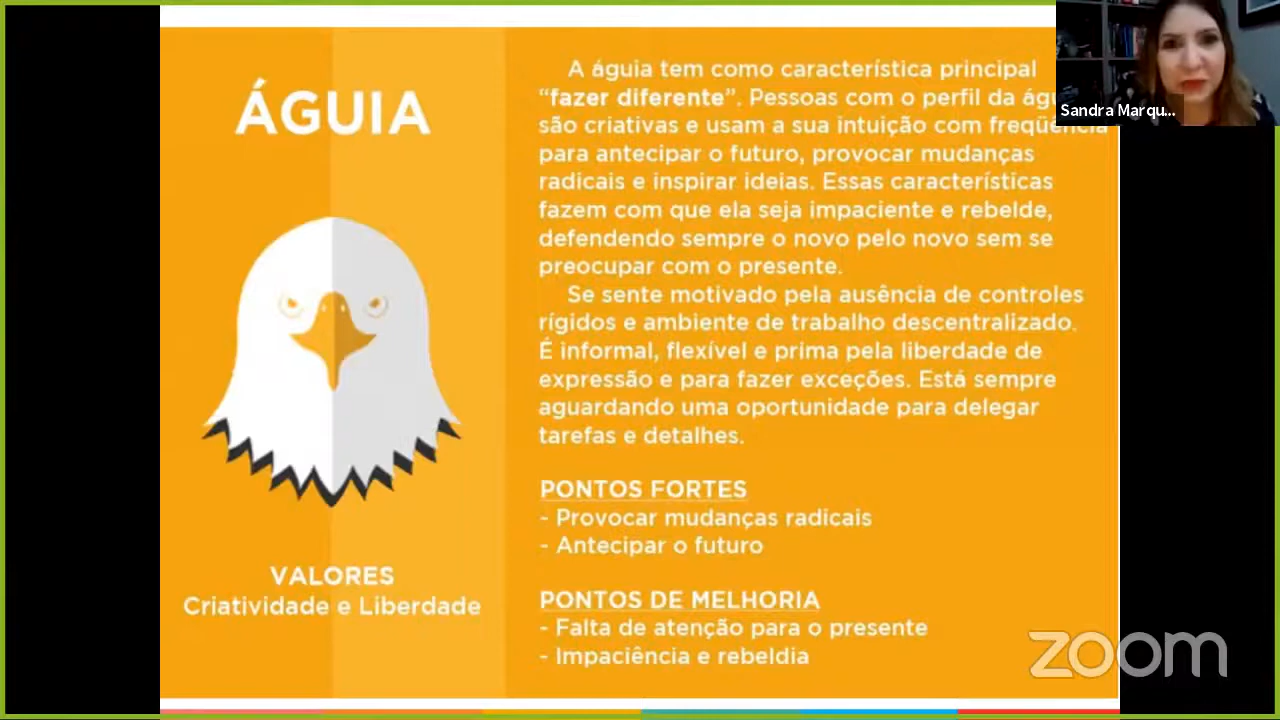 ÁGUIA
VALORES
Criatividade e Liberdade
A águia tem como característica principal
“fazer diferente”. Pessoas com o perfil da
são criativas e usam a sua intuição com freqüência
para antecipar o futuro, provocar mudanças
radicais e inspirar ideias. Essas características
fazem com que ela seja impaciente e rebelde,
defendendo sempre o novo pelo novo sem se
preocupar com o presente.
Se sente motivado pela ausência de controles
rígidos e ambiente de trabalho descentralizado.
É informal, flexível e prima pela liberdade de
expressão e para fazer exceções. Está sempre
aguardando uma oportunidade para delegar
tarefas e detalhes.
PONTOS FORTES
- Provocar mudanças radicais
- Antecipar o futuro
PONTOS DE MELHORIA
- Falta de atenção para o presente
- Impaciência e rebeldia
Sandra Marqu...
zoom